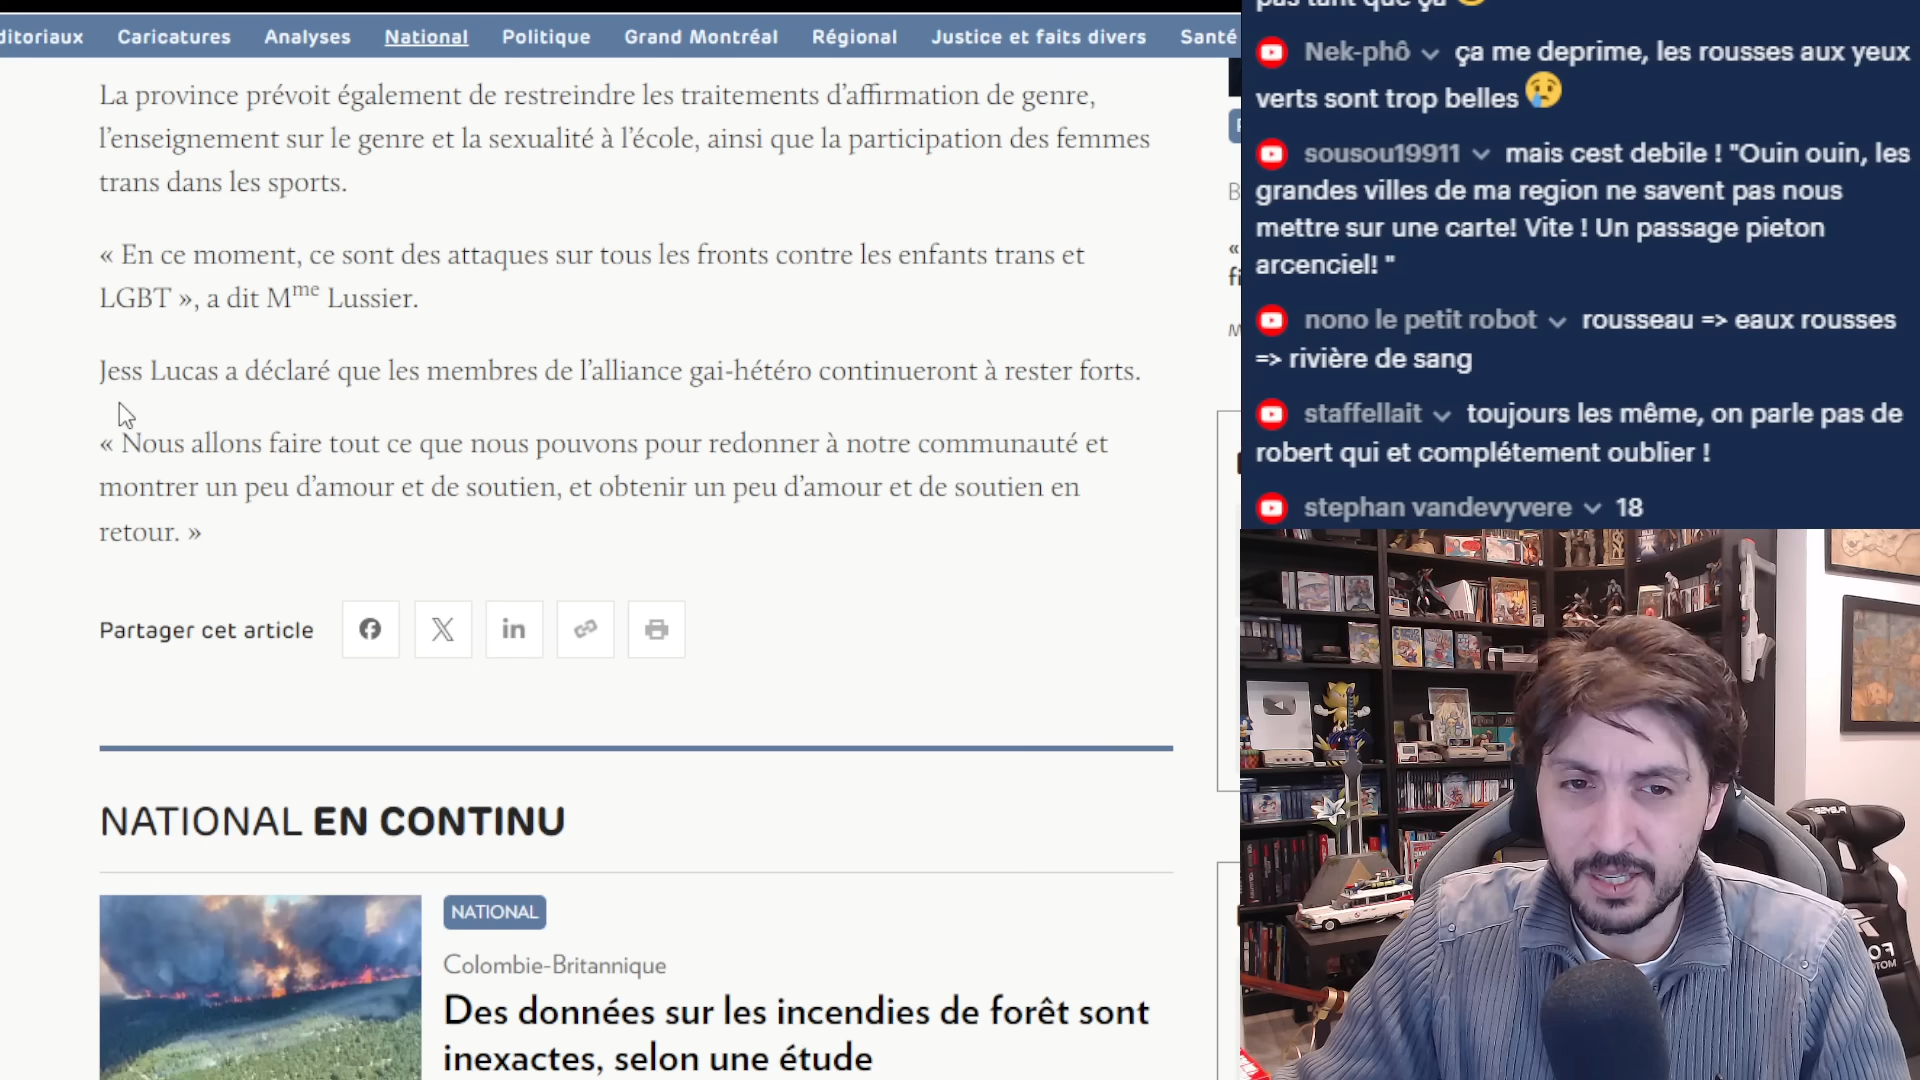 ditoriaux Caricatures Analyses National Politique Grand Montréal Régional Justice et faits divers Santé
La province prévoit également de restreindre les traitements d’affirmation de genre,
l’enseignement sur le genre et la sexualité à l’école, ainsi que la participation des femmes
trans dans les sports.
« En ce moment, ce sont des attaques sur tous les fronts contre les enfants trans et
LGBT », a dit Mme Lussier.
Jess Lucas a déclaré que les membres de l’alliance gai-hétéro continueront à rester forts.
« Nous allons faire tout ce que nous pouvons pour redonner à notre communauté et
montrer un peu d’amour et de soutien, et obtenir un peu d’amour et de soutien en
retour. »
Partager cet article
NATIONAL EN CONTINU
NATIONAL
Colombie-Britannique
Des données sur les incendies de forêt sont
inexactes, selon une étude
pas tant que ça
Nek-phô ça me deprime, les rousses aux yeux
verts sont trop belles 😢
sousou19911 mais cest debile ! "Ouin ouin, les
grandes villes de ma region ne savent pas nous
mettre sur une carte! Vite ! Un passage pieton
arcenciel! "
nono le petit robot rousseau => eaux rousses
=> rivière de sang
staffellait toujours les même, on parle pas de
robert qui et complétement oublier !
stephan vandevyvere 18